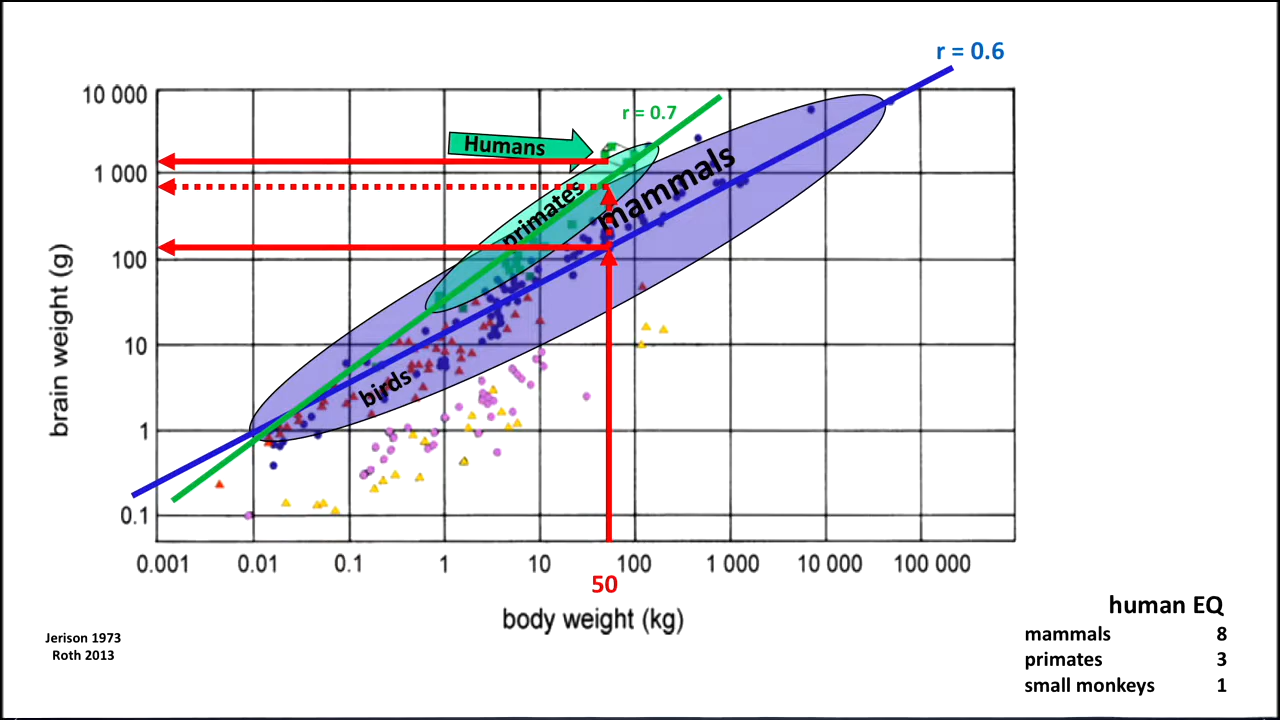 r = 0.6
10 000
r = 0.7
Humans
1 000
primates
mammals
100
10
birds
1
0.1
brain weight (g)
0.001
0.01
0.1
1
10
100
1 000
10 000
100 000
50
body weight (kg)
human EQ
mammals 8
primates 3
small monkeys 1
Jerison 1973
Roth 2013